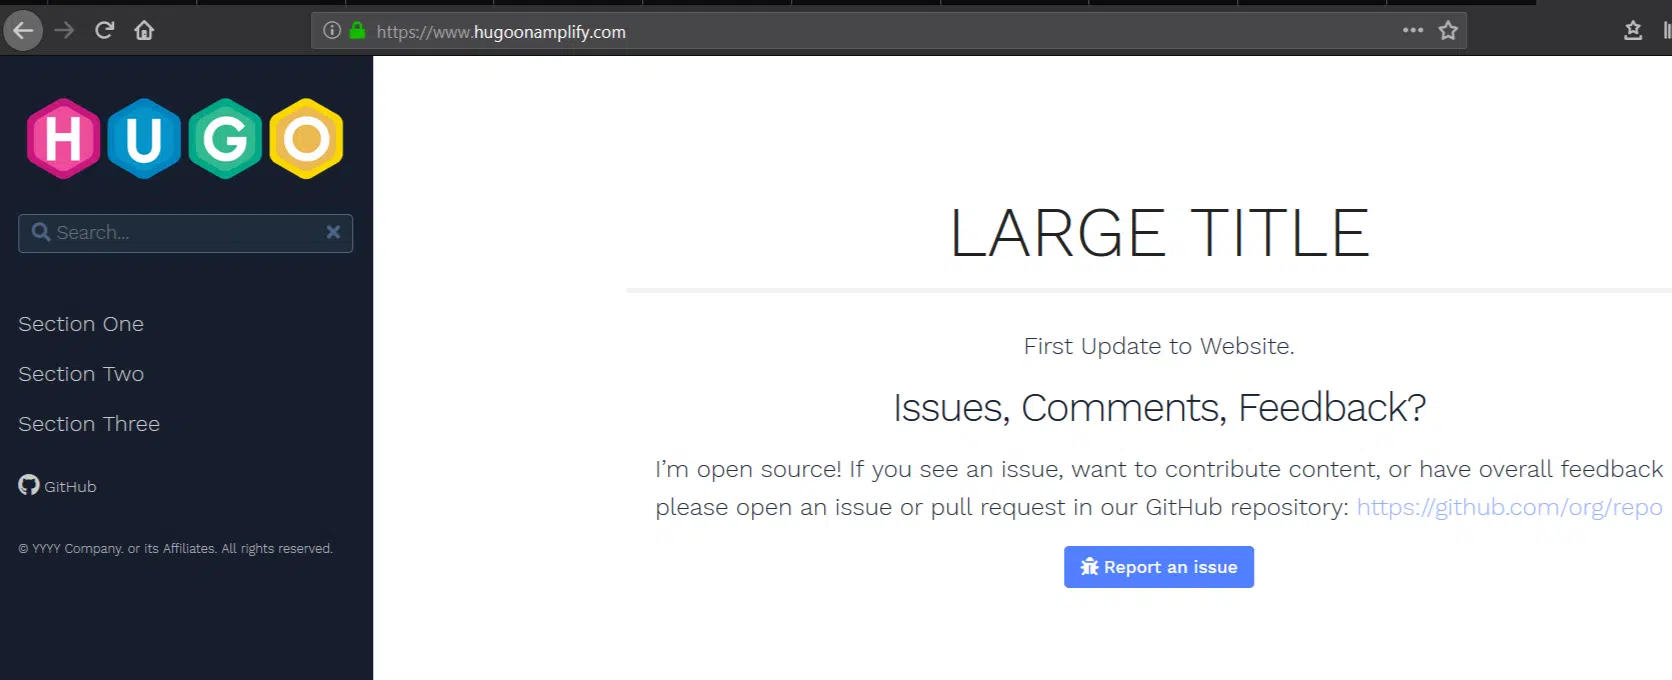 https://www.hugoonamplify.com
HUGO
Search...
Section One
Section Two
Section Three
GitHub
© YYYY Company. or its Affiliates. All rights reserved.
LARGE TITLE
First Update to Website.
Issues, Comments, Feedback?
I’m open source! If you see an issue, want to contribute content, or have overall feedback
please open an issue or pull request in our GitHub repository: https://github.com/org/repo
Report an issue